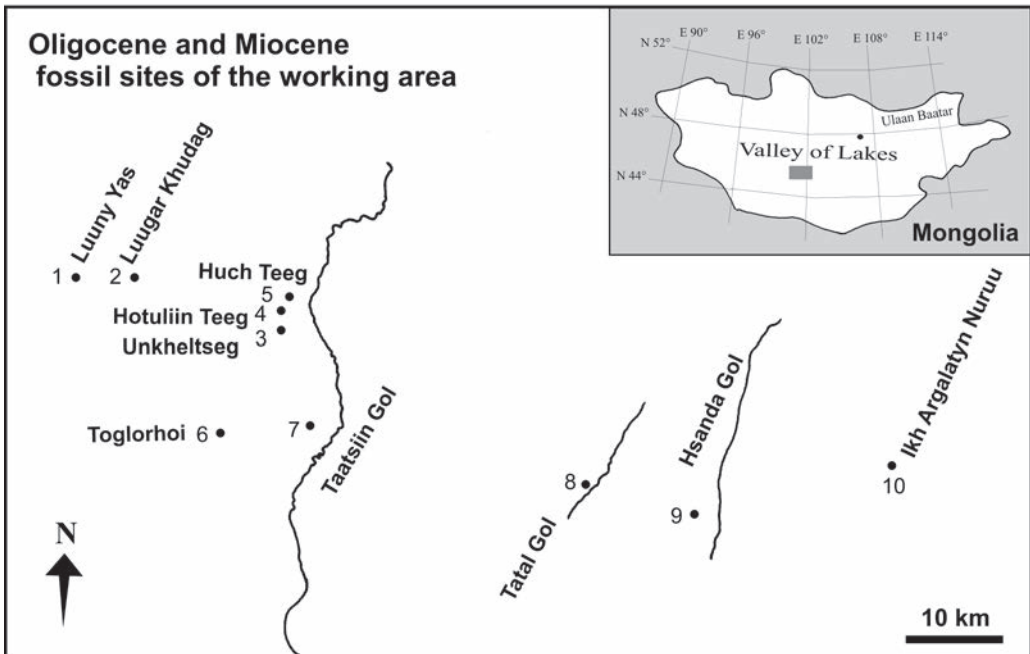 Oligocene and Miocene
fossil sites of the working area
E 90°
E 96°
E 102°
E 108°
E 114°
N 52°
N 48°
N 44°
Ulaan Baatar
Valley of Lakes
Mongolia
Luuny Yas
Luugar Khudag
1
2
Huch Teeg
5
Hotuliin Teeg
4
Unkheltseg
3
Toglorhoi
6
7
Taatsiin Gol
8
Tatal Gol
Hsanda Gol
9
Ikh Argalatyn Nuruu
10
N
10 km